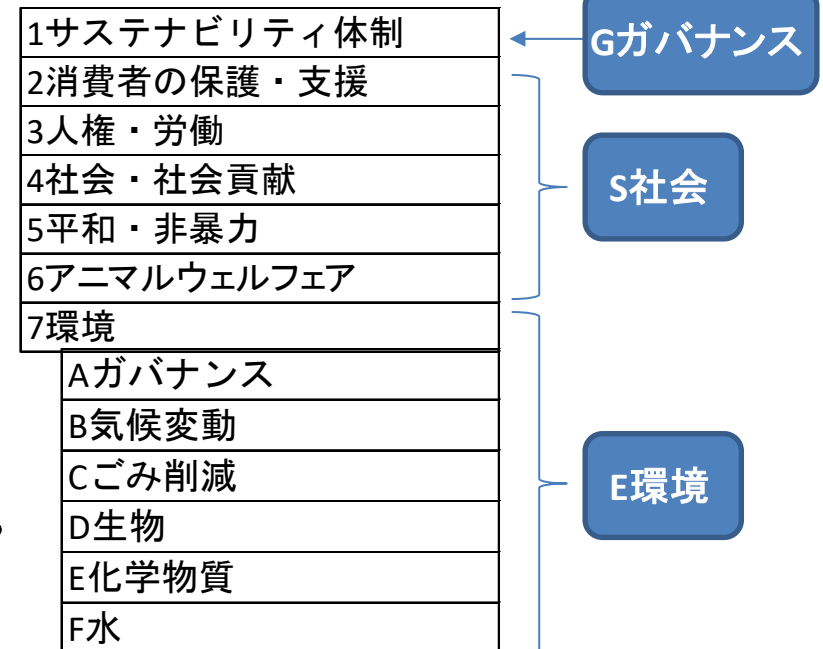 1サステナビリティ体制
2消費者の保護・支援
3人権・労働
4社会・社会貢献
5平和・非暴力
6アニマルウェルフェア
7環境
Aガバナンス
B気候変動
Cごみ削減
D生物
E化学物質
F水
Gガバナンス
S社会
E環境